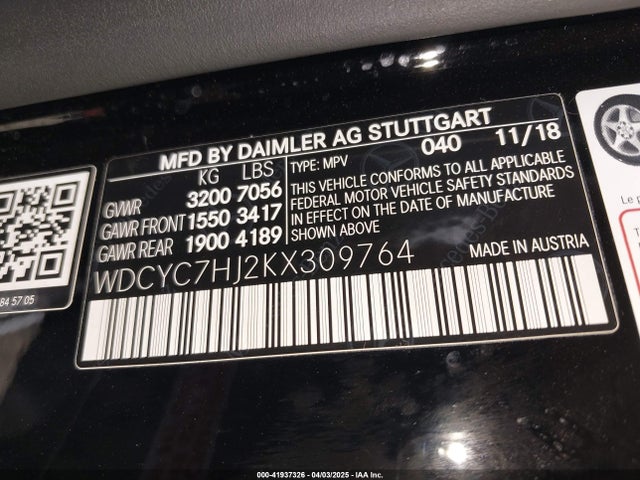 MFD BY DAIMLER AG STUTTGART
KG LBS
GVWR 3200 7056
GAWR FRONT 1550 3417
GAWR REAR 1900 4189
TYPE: MPV 040 11/18
THIS VEHICLE CONFORMS TO ALL APPLICABLE
FEDERAL MOTOR VEHICLE SAFETY STANDARDS
IN EFFECT ON THE DATE OF MANUFACTURE
SHOWN ABOVE
WDCYC7HJ2KX309764
MADE IN AUSTRIA
84 57 05
Le p
000-41937326 - 04/03/2025 - IAA Inc.